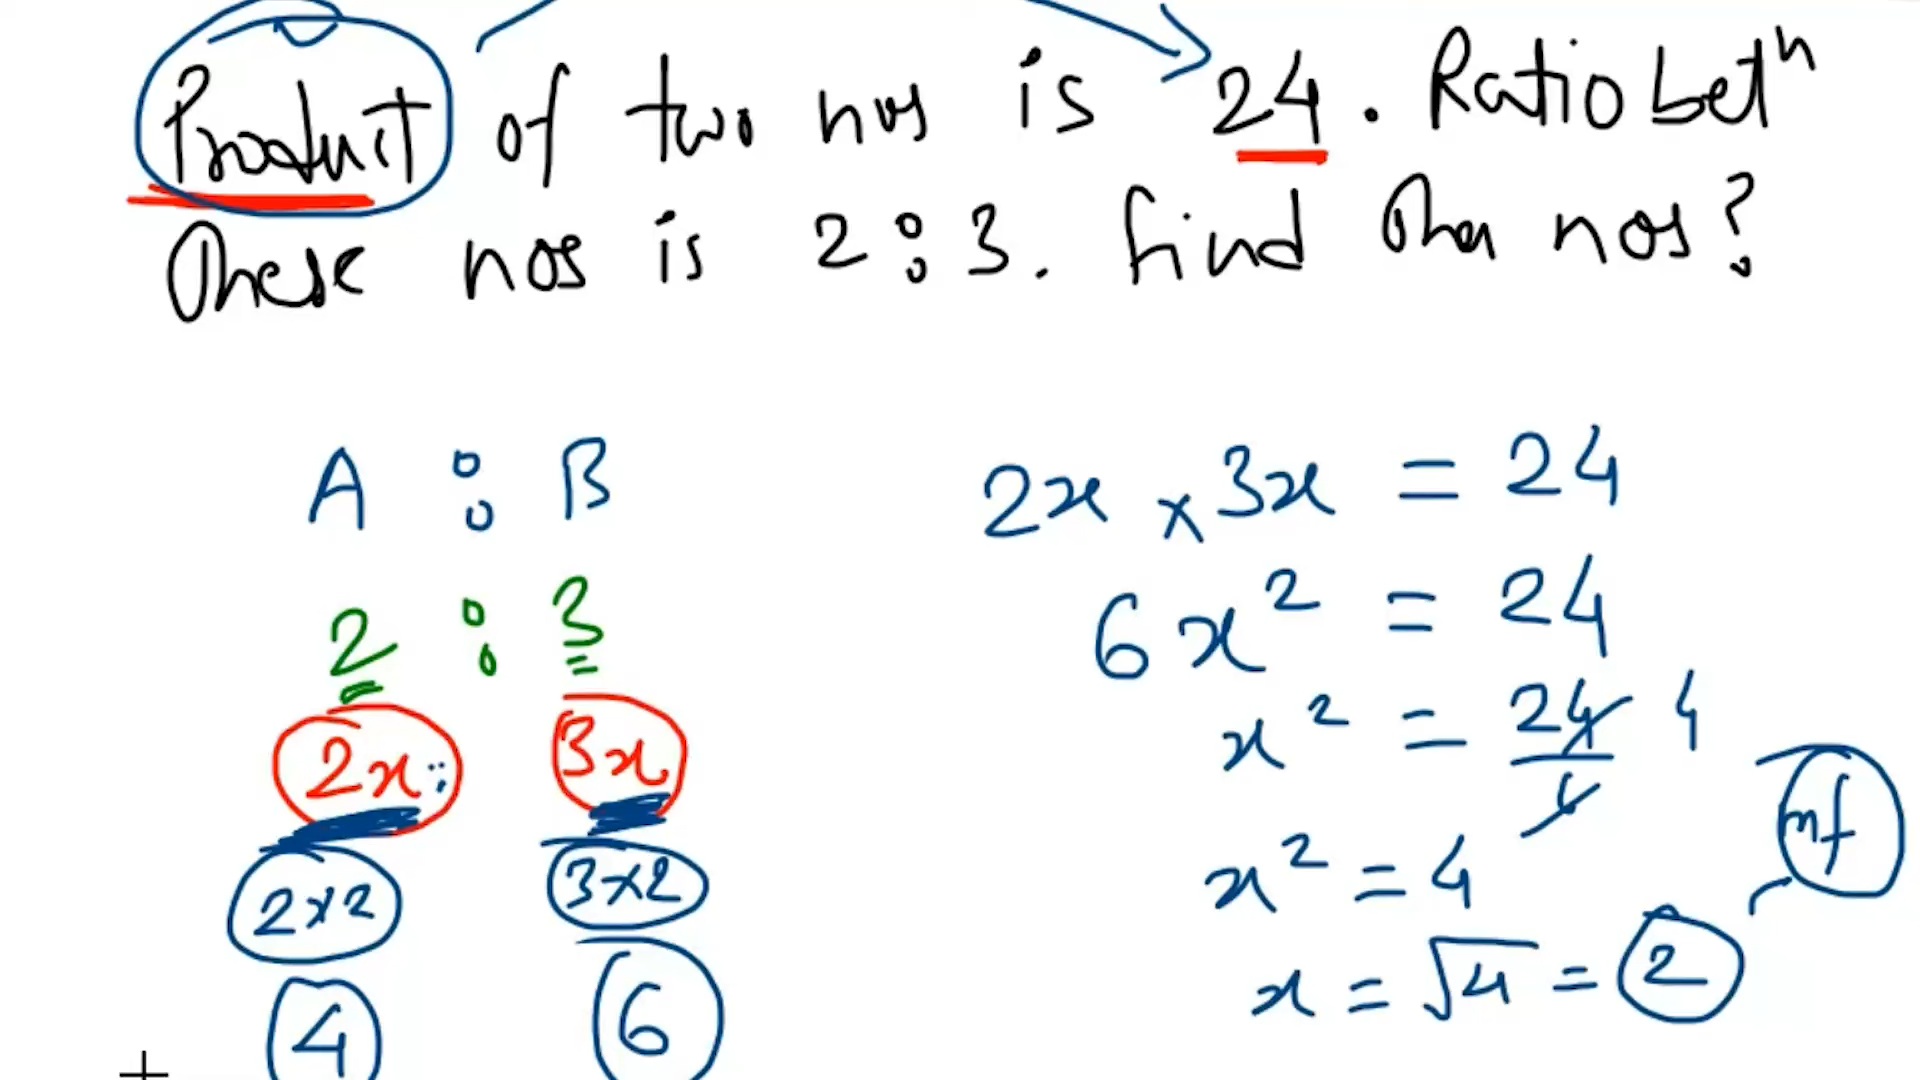 Product of two nos is 24. Ratio betn
these nos is 2:3. find the nos?
A : B
2 : 3
2x : 3x
2x2 3x2
4 6
2x x 3x = 24
6x² = 24
x² = 24/6 4
x² = 4
x = √4 = 2
mf